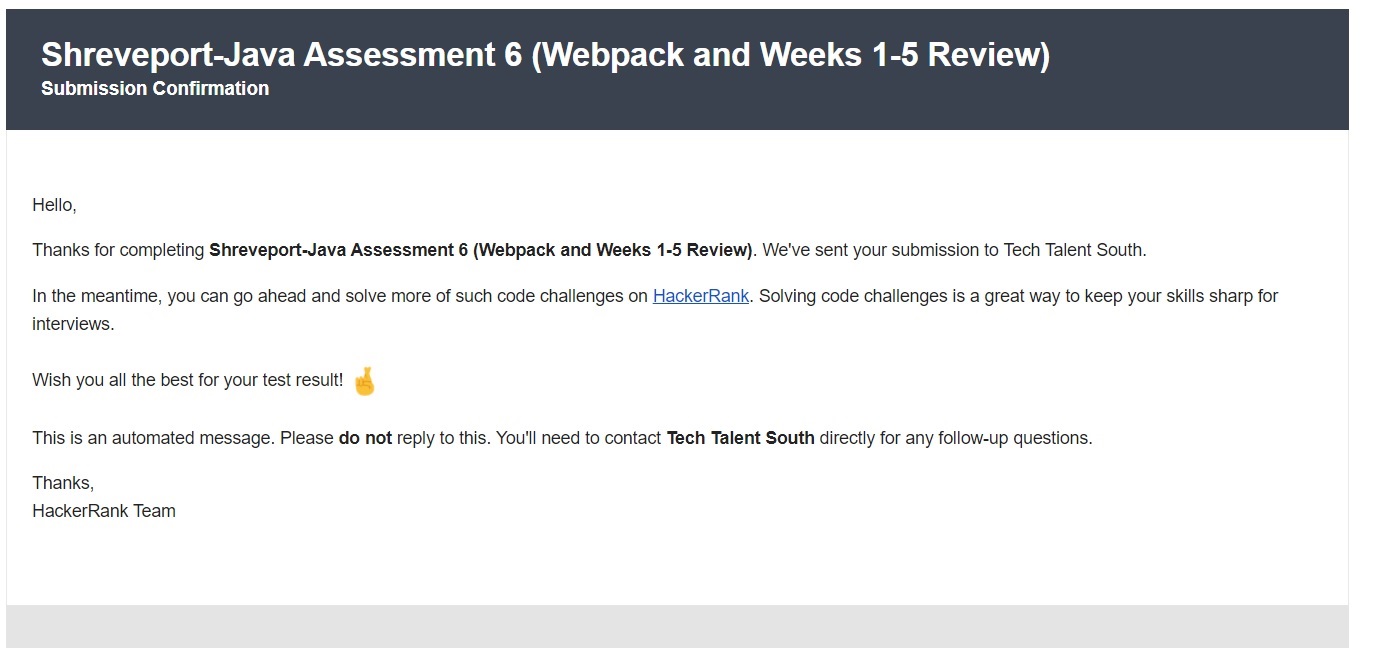 Shreveport-Java Assessment 6 (Webpack and Weeks 1-5 Review)
Submission Confirmation
Hello,
Thanks for completing Shreveport-Java Assessment 6 (Webpack and Weeks 1-5 Review). We've sent your submission to Tech Talent South.
In the meantime, you can go ahead and solve more of such code challenges on HackerRank. Solving code challenges is a great way to keep your skills sharp for
interviews.
Wish you all the best for your test result! 🤞
This is an automated message. Please do not reply to this. You'll need to contact Tech Talent South directly for any follow-up questions.
Thanks,
HackerRank Team